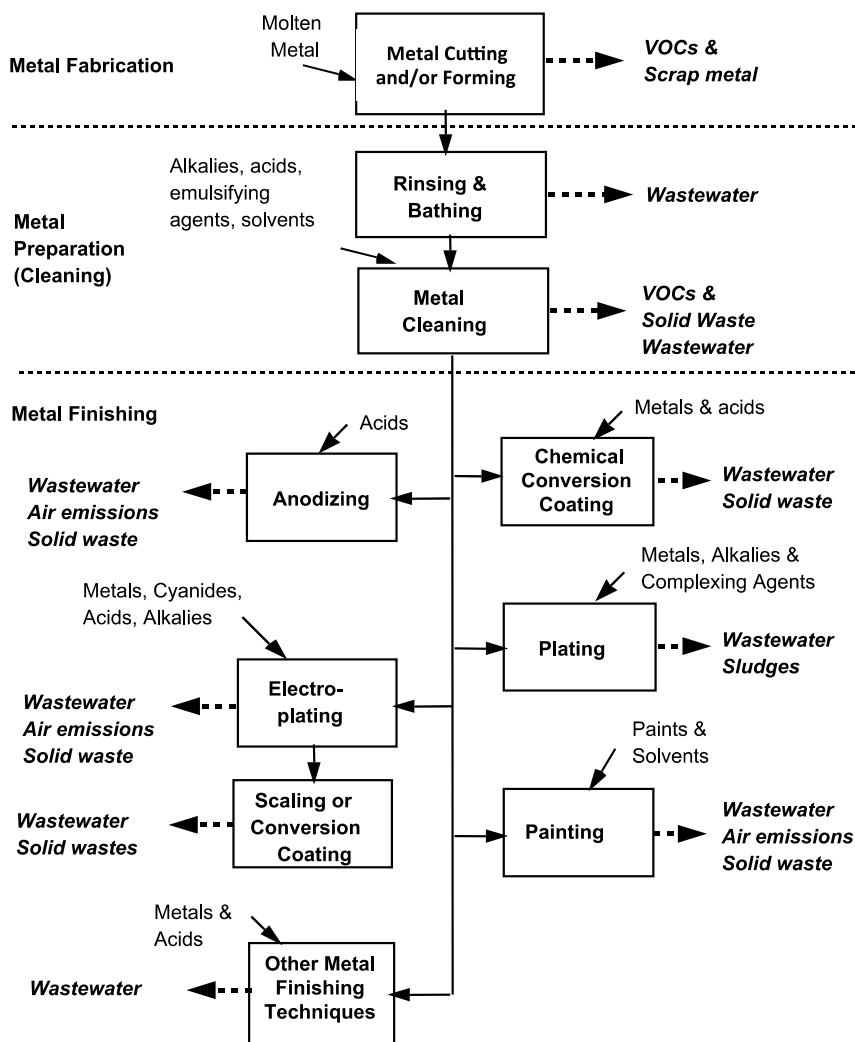 Molten
Metal
Metal Fabrication
Metal Cutting
and/or Forming
VOCs &
Scrap metal
Alkalies, acids,
emulsifying
agents, solvents
Metal
Preparation
(Cleaning)
Rinsing &
Bathing
Wastewater
Metal
Cleaning
VOCs &
Solid Waste
Wastewater
Metal Finishing
Acids
Anodizing
Wastewater
Air emissions
Solid waste
Metals & acids
Chemical
Conversion
Coating
Wastewater
Solid waste
Metals, Cyanides,
Acids, Alkalies
Electro-
plating
Wastewater
Air emissions
Solid waste
Metals, Alkalies &
Complexing Agents
Plating
Wastewater
Sludges
Scaling or
Conversion
Coating
Wastewater
Solid wastes
Paints &
Solvents
Painting
Wastewater
Air emissions
Solid waste
Metals &
Acids
Other Metal
Finishing
Techniques
Wastewater